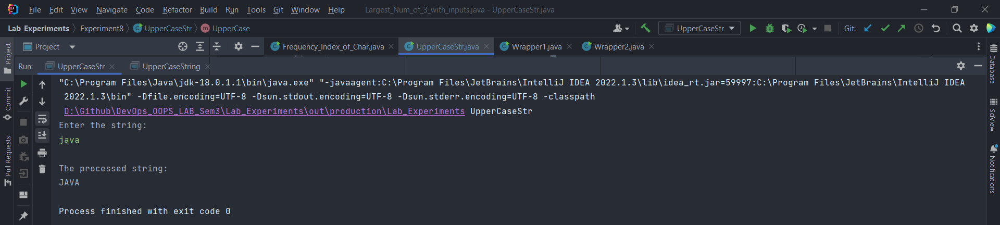 File Edit View Navigate Code Refactor Build Run Tools Git Window Help Largest_Num_of_3_with_inputs.java - UpperCaseStr.java
Lab_Experiments Experiment8 UpperCaseStr m UpperCase UpperCaseStr Git:
Project Frequency_Index_of_Char.java UpperCaseStr.java Wrapper1.java Wrapper2.java
Run: UpperCaseStr UpperCaseString
"C:\Program Files\Java\jdk-18.0.1.1\bin\java.exe" "-javaagent:C:\Program Files\JetBrains\IntelliJ IDEA 2022.1.3\lib\idea_rt.jar=59997:C:\Program Files\JetBrains\IntelliJ IDEA
2022.1.3\bin" -Dfile.encoding=UTF-8 -Dsun.stdout.encoding=UTF-8 -Dsun.stderr.encoding=UTF-8 -classpath
D:\Github\DevOps_OOPS_LAB_Sem3\Lab_Experiments\out\production\Lab_Experiments UpperCaseStr
Enter the string:
java
The processed string:
JAVA
Process finished with exit code 0
Project
Commit
Pull Requests
Database
SciView
Notifications